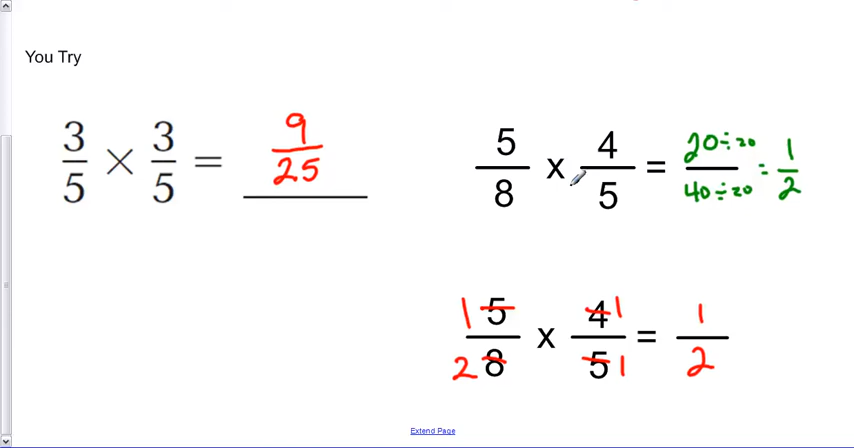 You Try
3/5 × 3/5 = 9/25
5/8 x 4/5 = 20÷20/40÷20 = 1/2
1 5/2 8 x 4 1/5 1 = 1/2
Extend Page